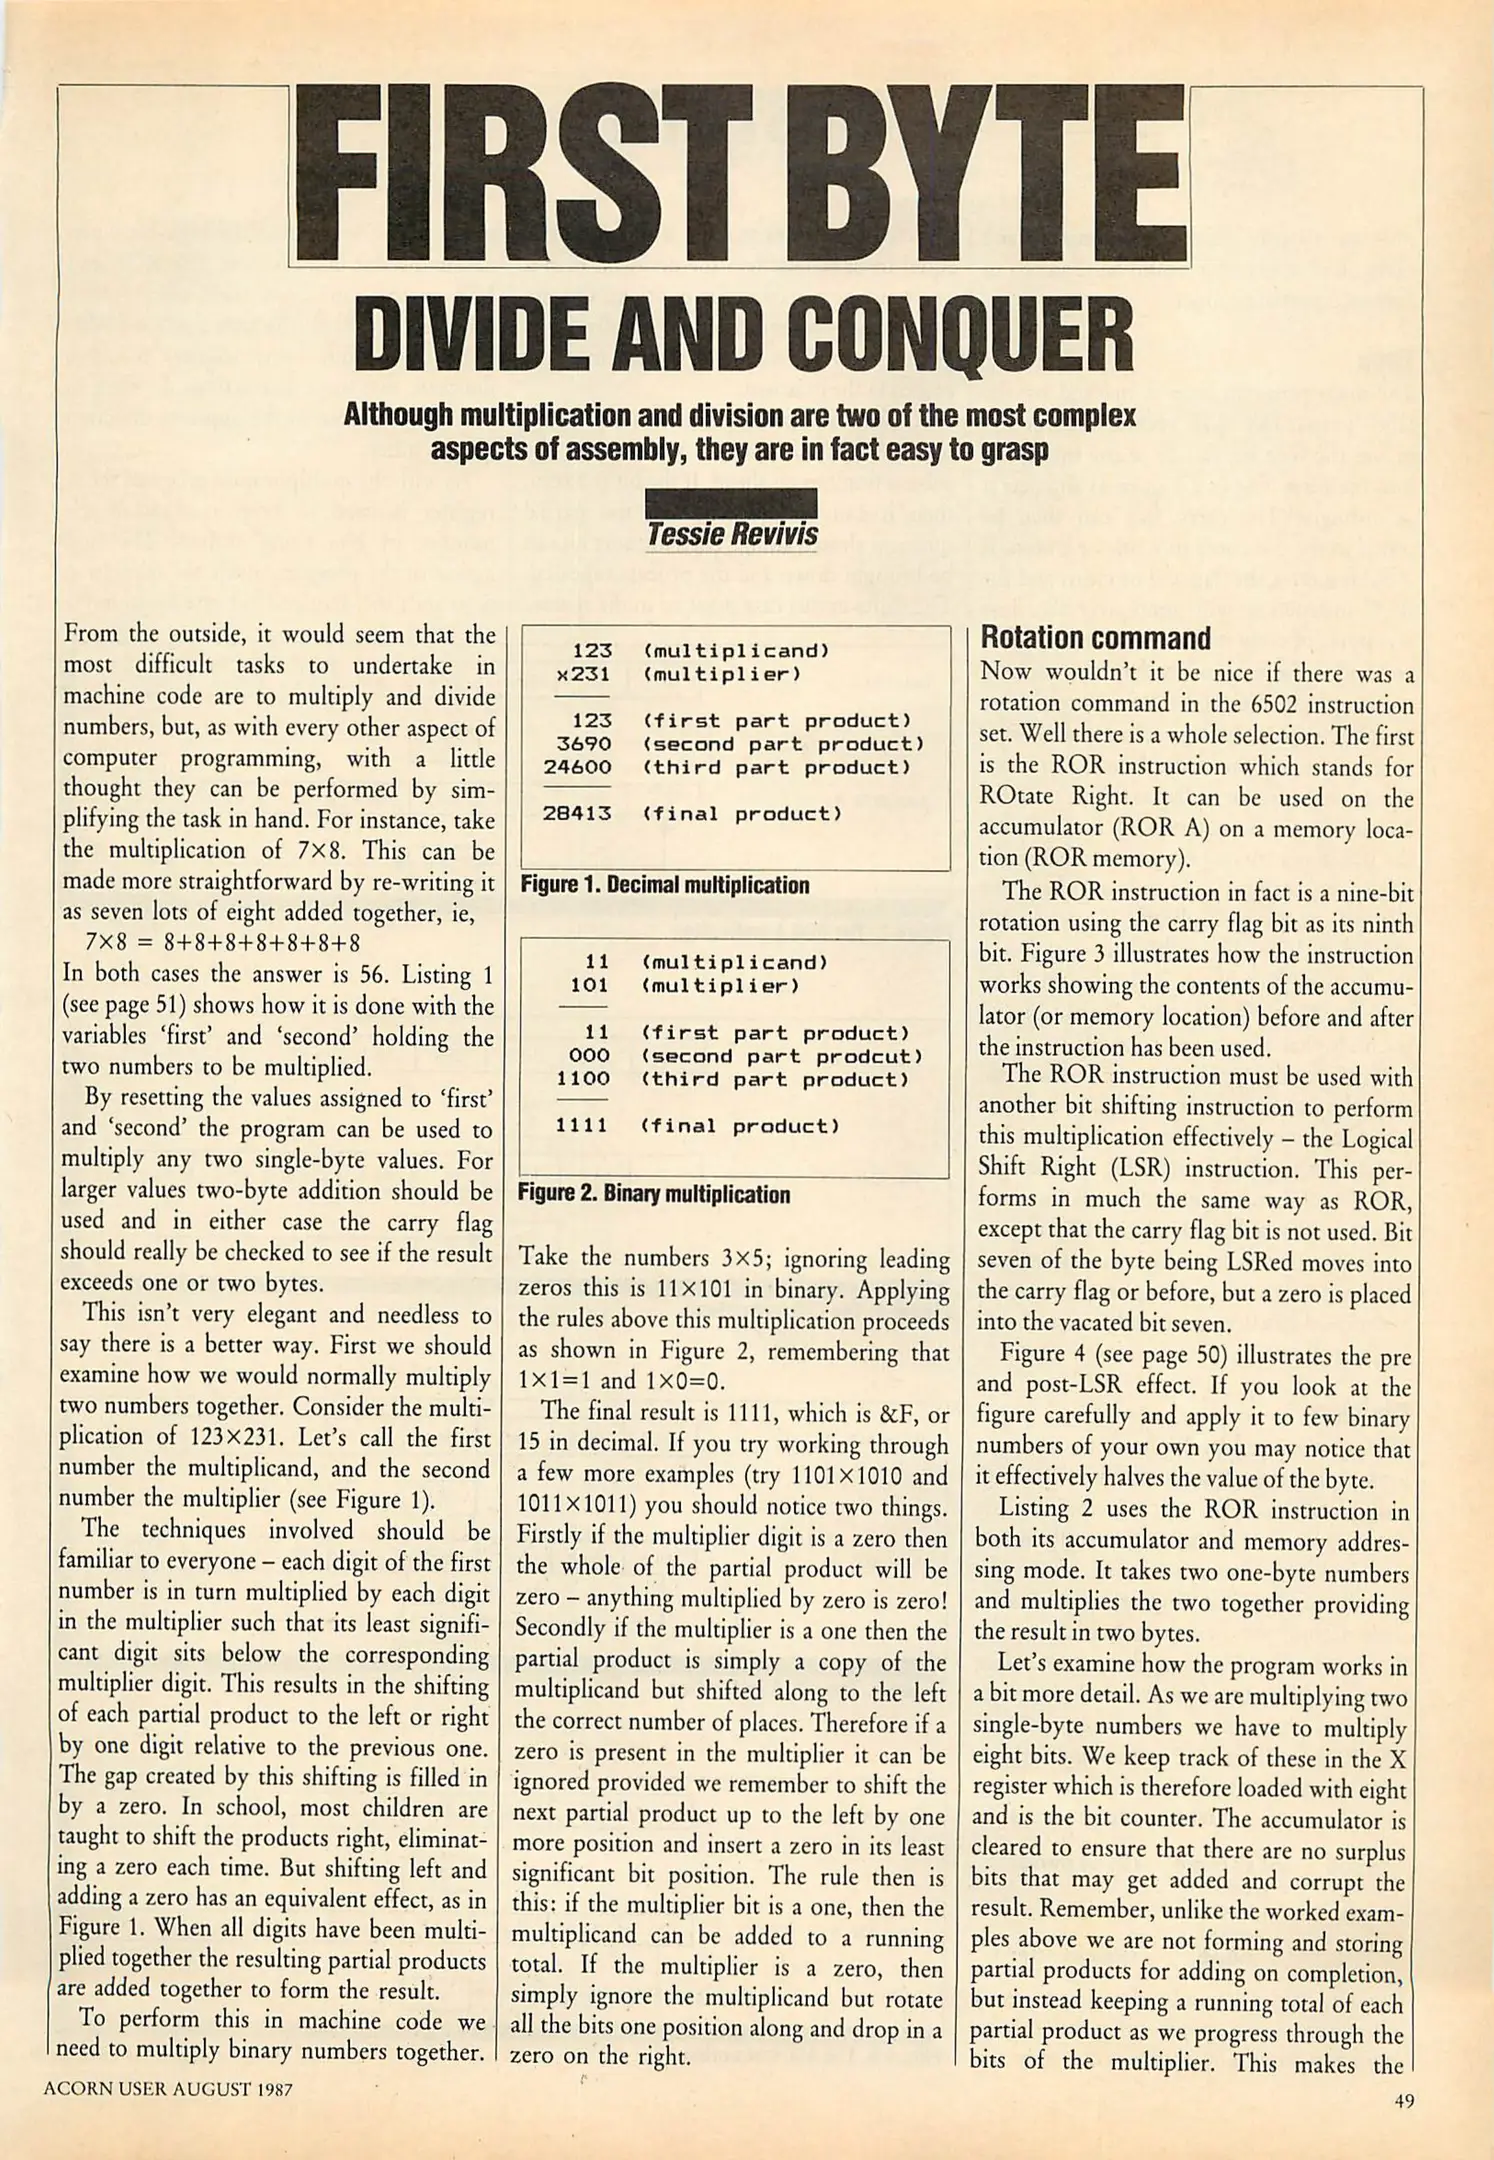 FIRST BYTE
DIVIDE AND CONQUER
Although multiplication and division are two of the most complex
aspects of assembly, they are in fact easy to grasp
Tessie Revivis
From the outside, it would seem that the
most difficult tasks to undertake in
machine code are to multiply and divide
numbers, but, as with every other aspect of
computer programming, with a little
thought they can be performed by sim-
plifying the task in hand. For instance, take
the multiplication of 7×8. This can be
made more straightforward by re-writing it
as seven lots of eight added together, ie,
7×8 = 8+8+8+8+8+8+8
In both cases the answer is 56. Listing 1
(see page 51) shows how it is done with the
variables ‘first’ and ‘second’ holding the
two numbers to be multiplied.
By resetting the values assigned to ‘first’
and ‘second’ the program can be used to
multiply any two single-byte values. For
larger values two-byte addition should be
used and in either case the carry flag
should really be checked to see if the result
exceeds one or two bytes.
This isn’t very elegant and needless to
say there is a better way. First we should
examine how we would normally multiply
two numbers together. Consider the multi-
plication of 123×231. Let’s call the first
number the multiplicand, and the second
number the multiplier (see Figure 1).
The techniques involved should be
familiar to everyone – each digit of the first
number is in turn multiplied by each digit
in the multiplier such that its least signifi-
cant digit sits below the corresponding
multiplier digit. This results in the shifting
of each partial product to the left or right
by one digit relative to the previous one.
The gap created by this shifting is filled in
by a zero. In school, most children are
taught to shift the products right, eliminat-
ing a zero each time. But shifting left and
adding a zero has an equivalent effect, as in
Figure 1. When all digits have been multi-
plied together the resulting partial products
are added together to form the result.
To perform this in machine code we
need to multiply binary numbers together.
123 (multiplicand)
x231 (multiplier)
123 (first part product)
3690 (second part product)
24600 (third part product)
28413 (final product)
Figure 1. Decimal multiplication
11 (multiplicand)
101 (multiplier)
11 (first part product)
000 (second part prodcut)
1100 (third part product)
1111 (final product)
Figure 2. Binary multiplication
Take the numbers 3×5; ignoring leading
zeros this is 11×101 in binary. Applying
the rules above this multiplication proceeds
as shown in Figure 2, remembering that
1×1=1 and 1×0=0.
The final result is 1111, which is &F, or
15 in decimal. If you try working through
a few more examples (try 1101×1010 and
1011×1011) you should notice two things.
Firstly if the multiplier digit is a zero then
the whole of the partial product will be
zero – anything multiplied by zero is zero!
Secondly if the multiplier is a one then the
partial product is simply a copy of the
multiplicand but shifted along to the left
the correct number of places. Therefore if a
zero is present in the multiplier it can be
ignored provided we remember to shift the
next partial product up to the left by one
more position and insert a zero in its least
significant bit position. The rule then is
this: if the multiplier bit is a one, then the
multiplicand can be added to a running
total. If the multiplier is a zero, then
simply ignore the multiplicand but rotate
all the bits one position along and drop in a
zero on the right.
Rotation command
Now wouldn’t it be nice if there was a
rotation command in the 6502 instruction
set. Well there is a whole selection. The first
is the ROR instruction which stands for
ROtate Right. It can be used on the
accumulator (ROR A) on a memory loca-
tion (ROR memory).
The ROR instruction in fact is a nine-bit
rotation using the carry flag bit as its ninth
bit. Figure 3 illustrates how the instruction
works showing the contents of the accumu-
lator (or memory location) before and after
the instruction has been used.
The ROR instruction must be used with
another bit shifting instruction to perform
this multiplication effectively – the Logical
Shift Right (LSR) instruction. This per-
forms in much the same way as ROR,
except that the carry flag bit is not used. Bit
seven of the byte being LSRed moves into
the carry flag or before, but a zero is placed
into the vacated bit seven.
Figure 4 (see page 50) illustrates the pre
and post-LSR effect. If you look at the
figure carefully and apply it to few binary
numbers of your own you may notice that
it effectively halves the value of the byte.
Listing 2 uses the ROR instruction in
both its accumulator and memory addres-
sing mode. It takes two one-byte numbers
and multiplies the two together providing
the result in two bytes.
Let’s examine how the program works in
a bit more detail. As we are multiplying two
single-byte numbers we have to multiply
eight bits. We keep track of these in the X
register which is therefore loaded with eight
and is the bit counter. The accumulator is
cleared to ensure that there are no surplus
bits that may get added and corrupt the
result. Remember, unlike the worked exam-
ples above we are not forming and storing
partial products for adding on completion,
but instead keeping a running total of each
partial product as we progress through the
bits of the multiplier. This makes the
ACORN USER AUGUST 1987
49